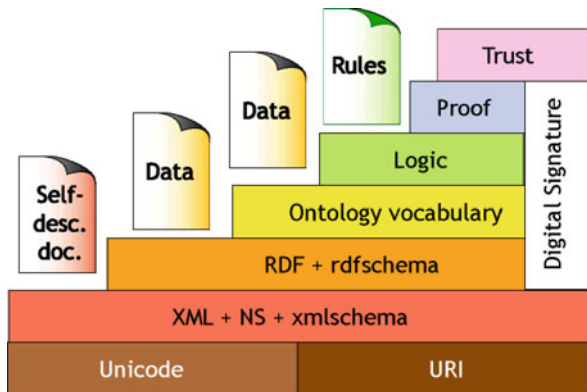 Rules
Trust
Data
Proof
Data
Logic
Self-
desc.
doc.
Ontology vocabulary
Digital Signature
RDF + rdfschema
XML + NS + xmlschema
Unicode
URI